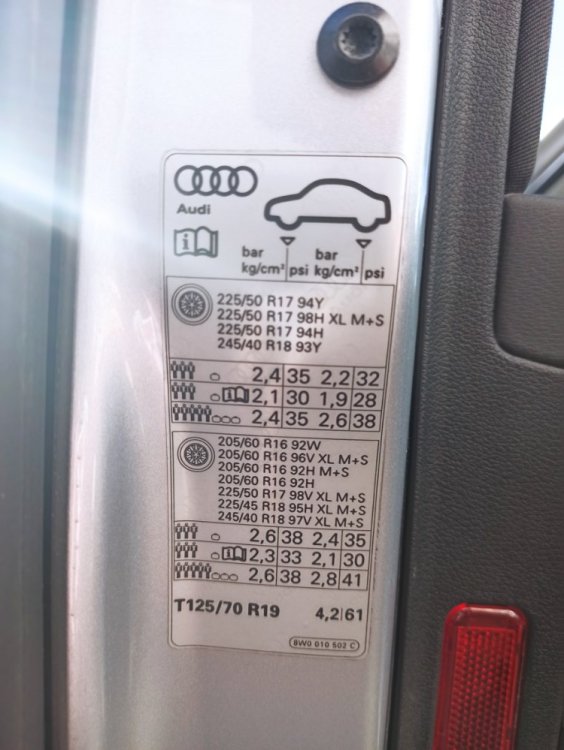 Audi
bar bar
kg/cm² psi kg/cm² psi
225/50 R17 94Y
225/50 R17 98H XL M+S
225/50 R17 94H
245/40 R18 93Y
2,4 35 2,2 32
i 2,1 30 1,9 28
2,4 35 2,6 38
205/60 R16 92W
205/60 R16 96V XL M+S
205/60 R16 92H M+S
205/60 R16 92H
225/50 R17 98V XL M+S
225/45 R18 95H XL M+S
245/40 R18 97V XL M+S
2,6 38 2,4 35
i 2,3 33 2,1 30
2,6 38 2,8 41
T125/70 R19 4,2 61
8W0 010 502 C